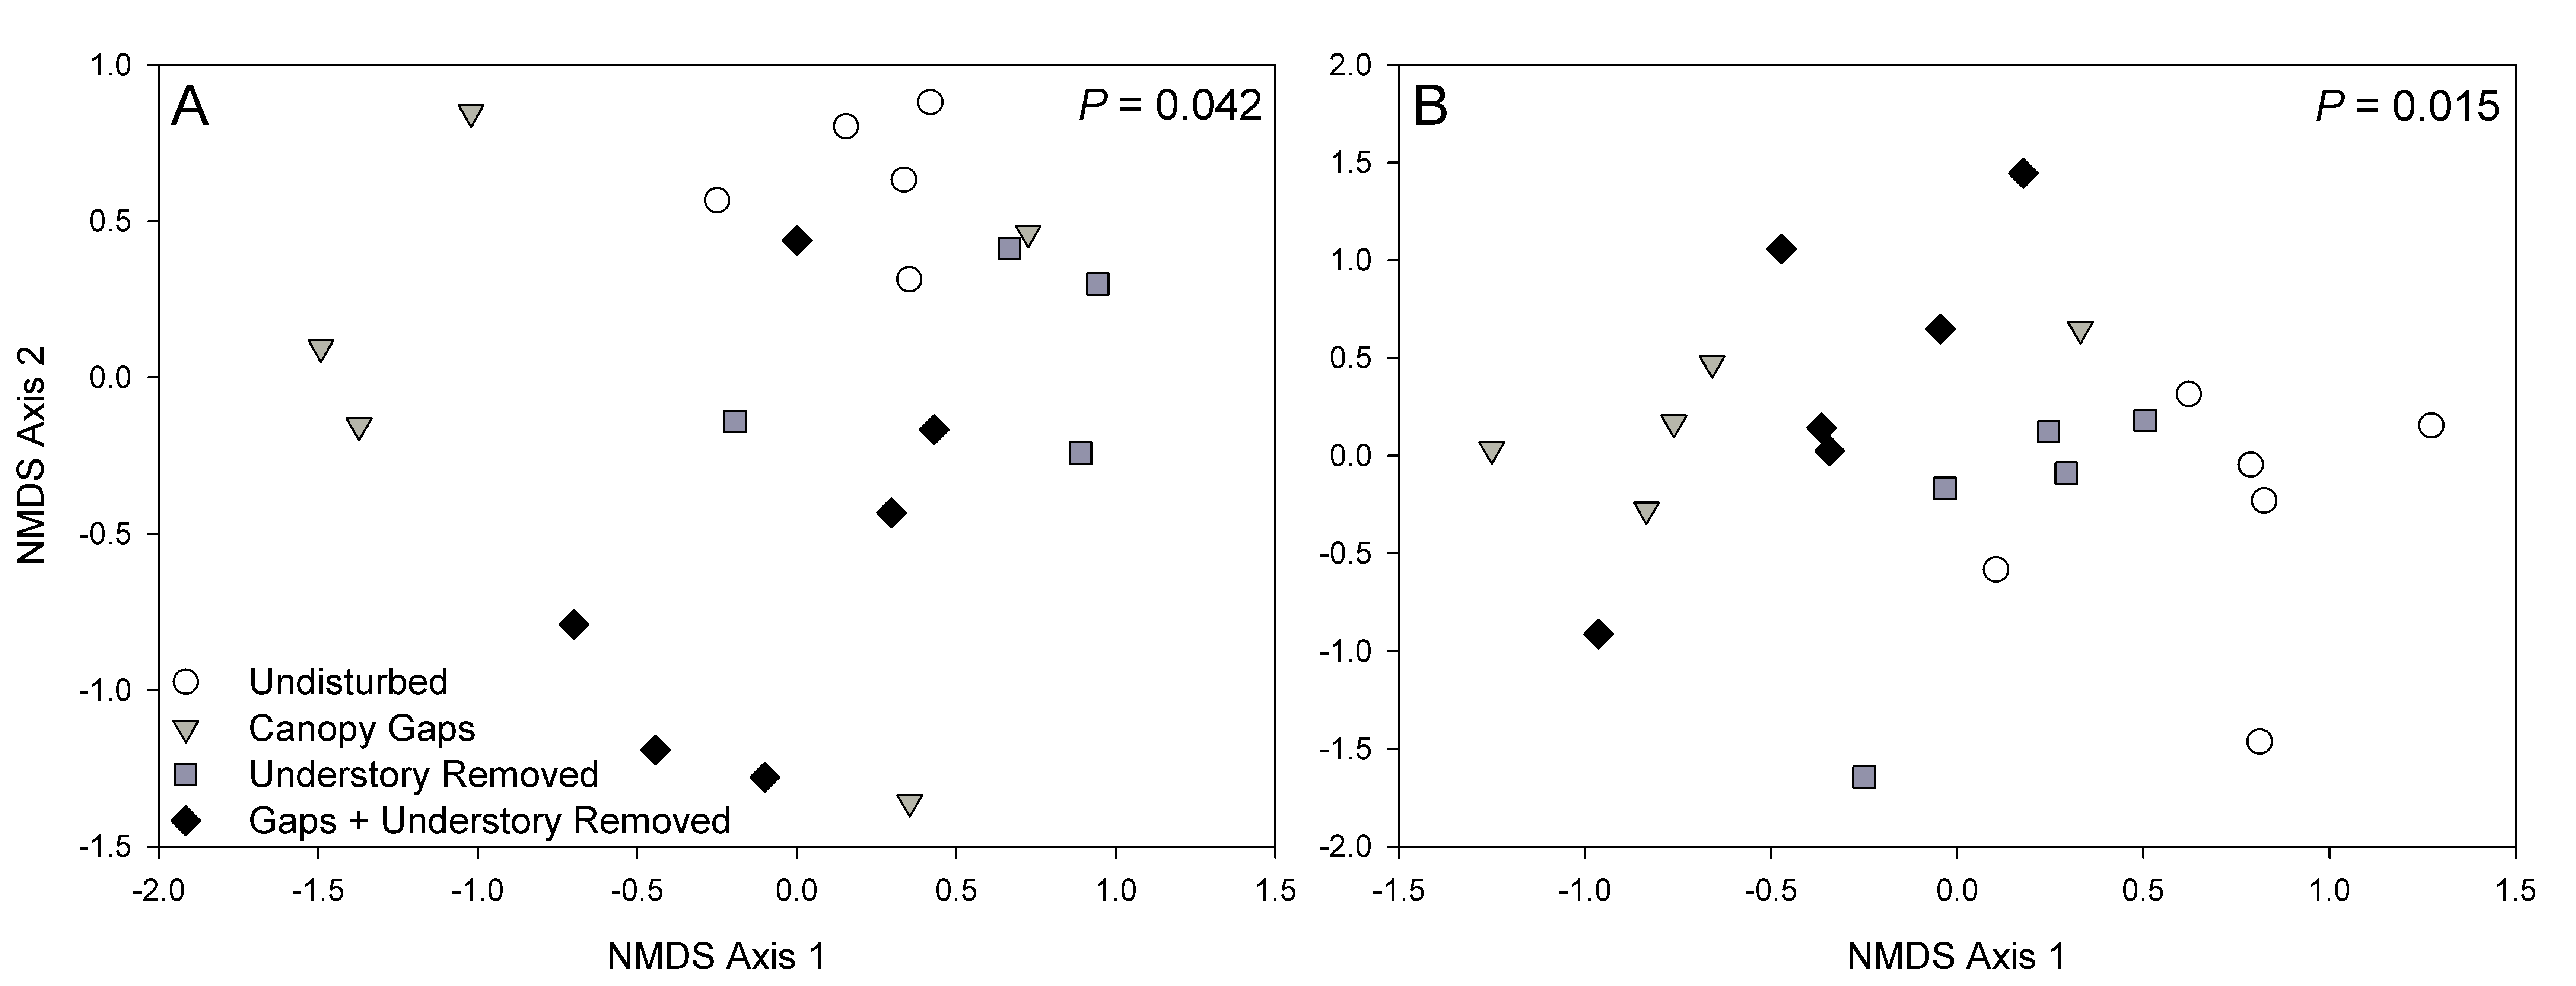 A
P = 0.042
1.0
0.5
0.0
-0.5
-1.0
-1.5
NMDS Axis 2
Undisturbed
Canopy Gaps
Understory Removed
Gaps + Understory Removed
-2.0 -1.5 -1.0 -0.5 0.0 0.5 1.0 1.5
NMDS Axis 1
B
P = 0.015
2.0
1.5
1.0
0.5
0.0
-0.5
-1.0
-1.5
-2.0
-1.5 -1.0 -0.5 0.0 0.5 1.0 1.5
NMDS Axis 1